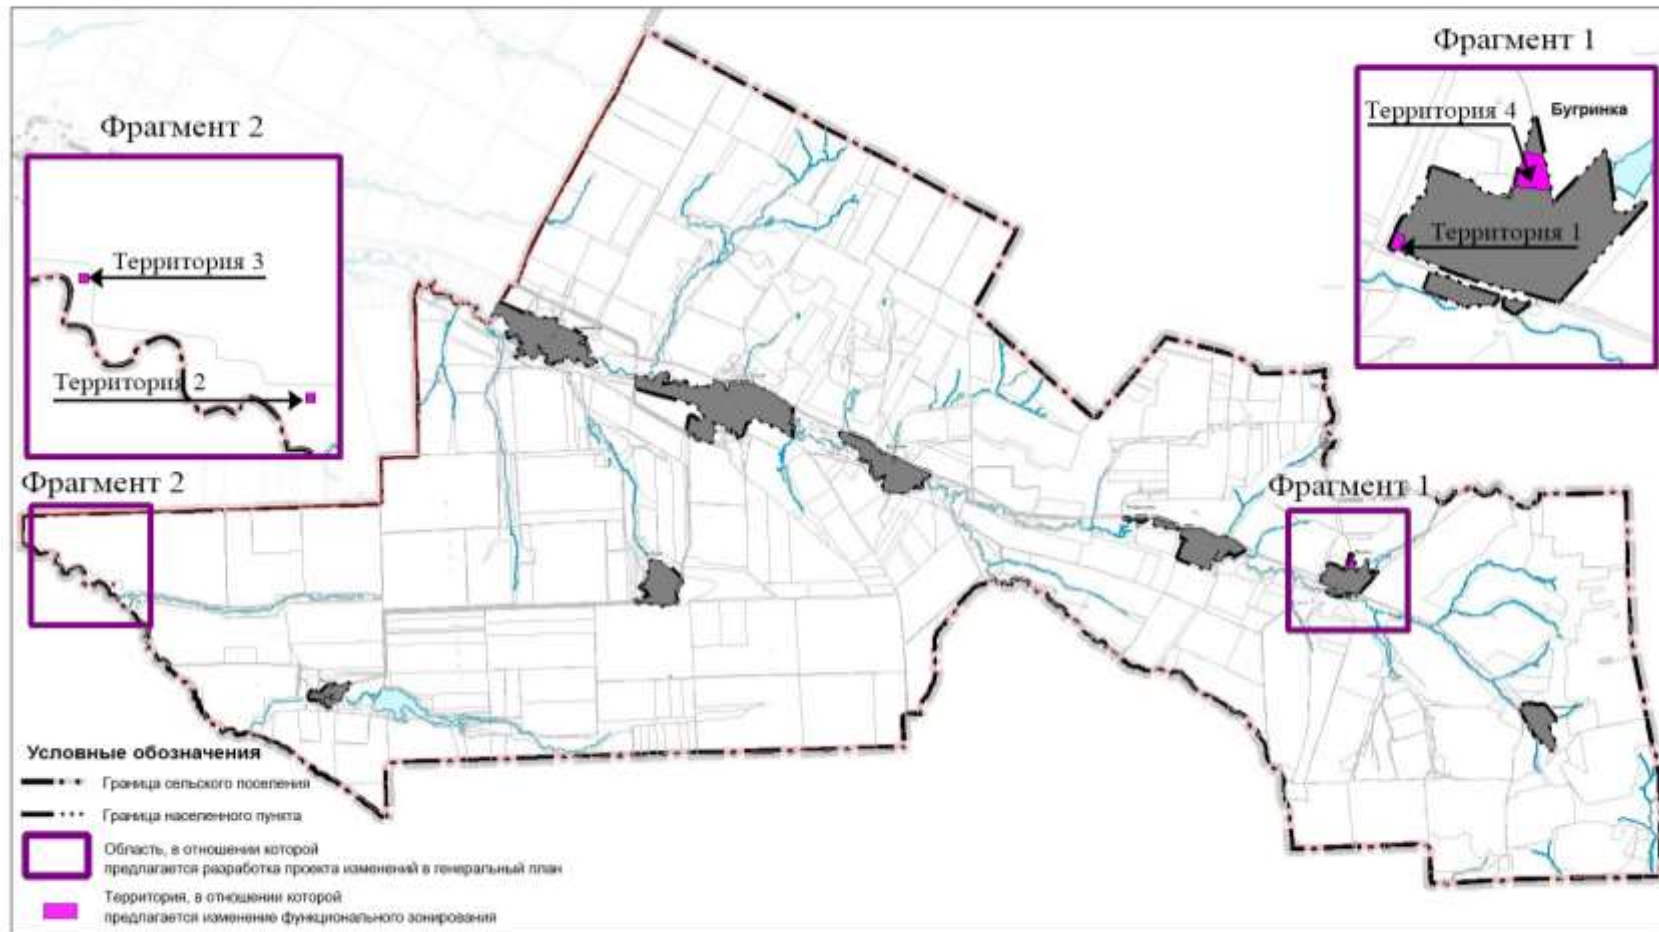 Фрагмент 1
Территория 4
Бугринка
Территория 1
Фрагмент 2
Территория 3
Территория 2
Фрагмент 2
Фрагмент 1
Условные обозначения
Граница сельского поселения
Граница населенного пункта
Область, в отношении которой
предлагается разработка проекта изменений в генеральный план
Территория, в отношении которой
предлагается изменение функционального зонирования